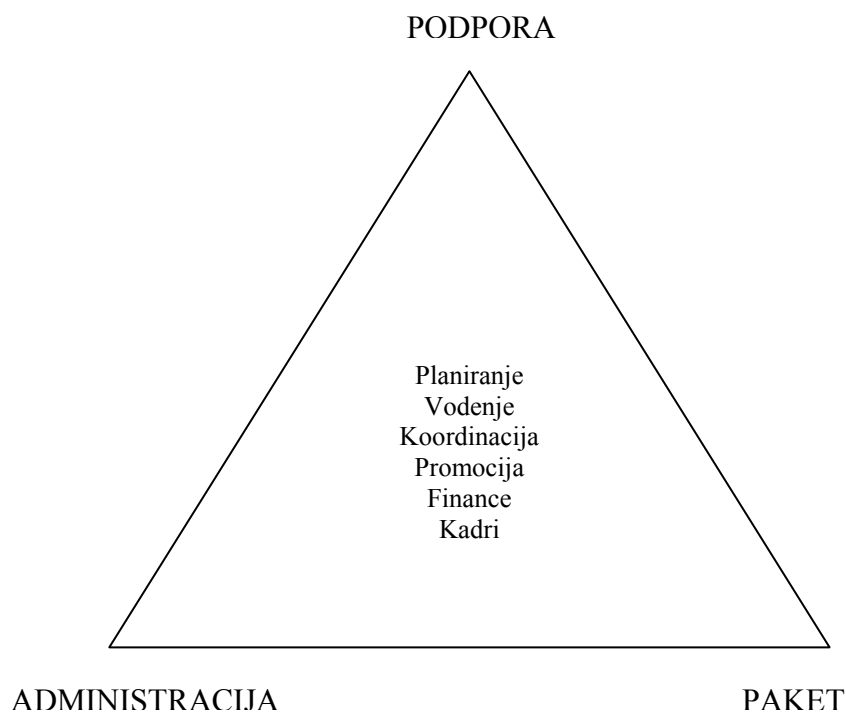 PODPORA
Planiranje
Vodenje
Koordinacija
Promocija
Finance
Kadri
ADMINISTRACIJA
PAKET